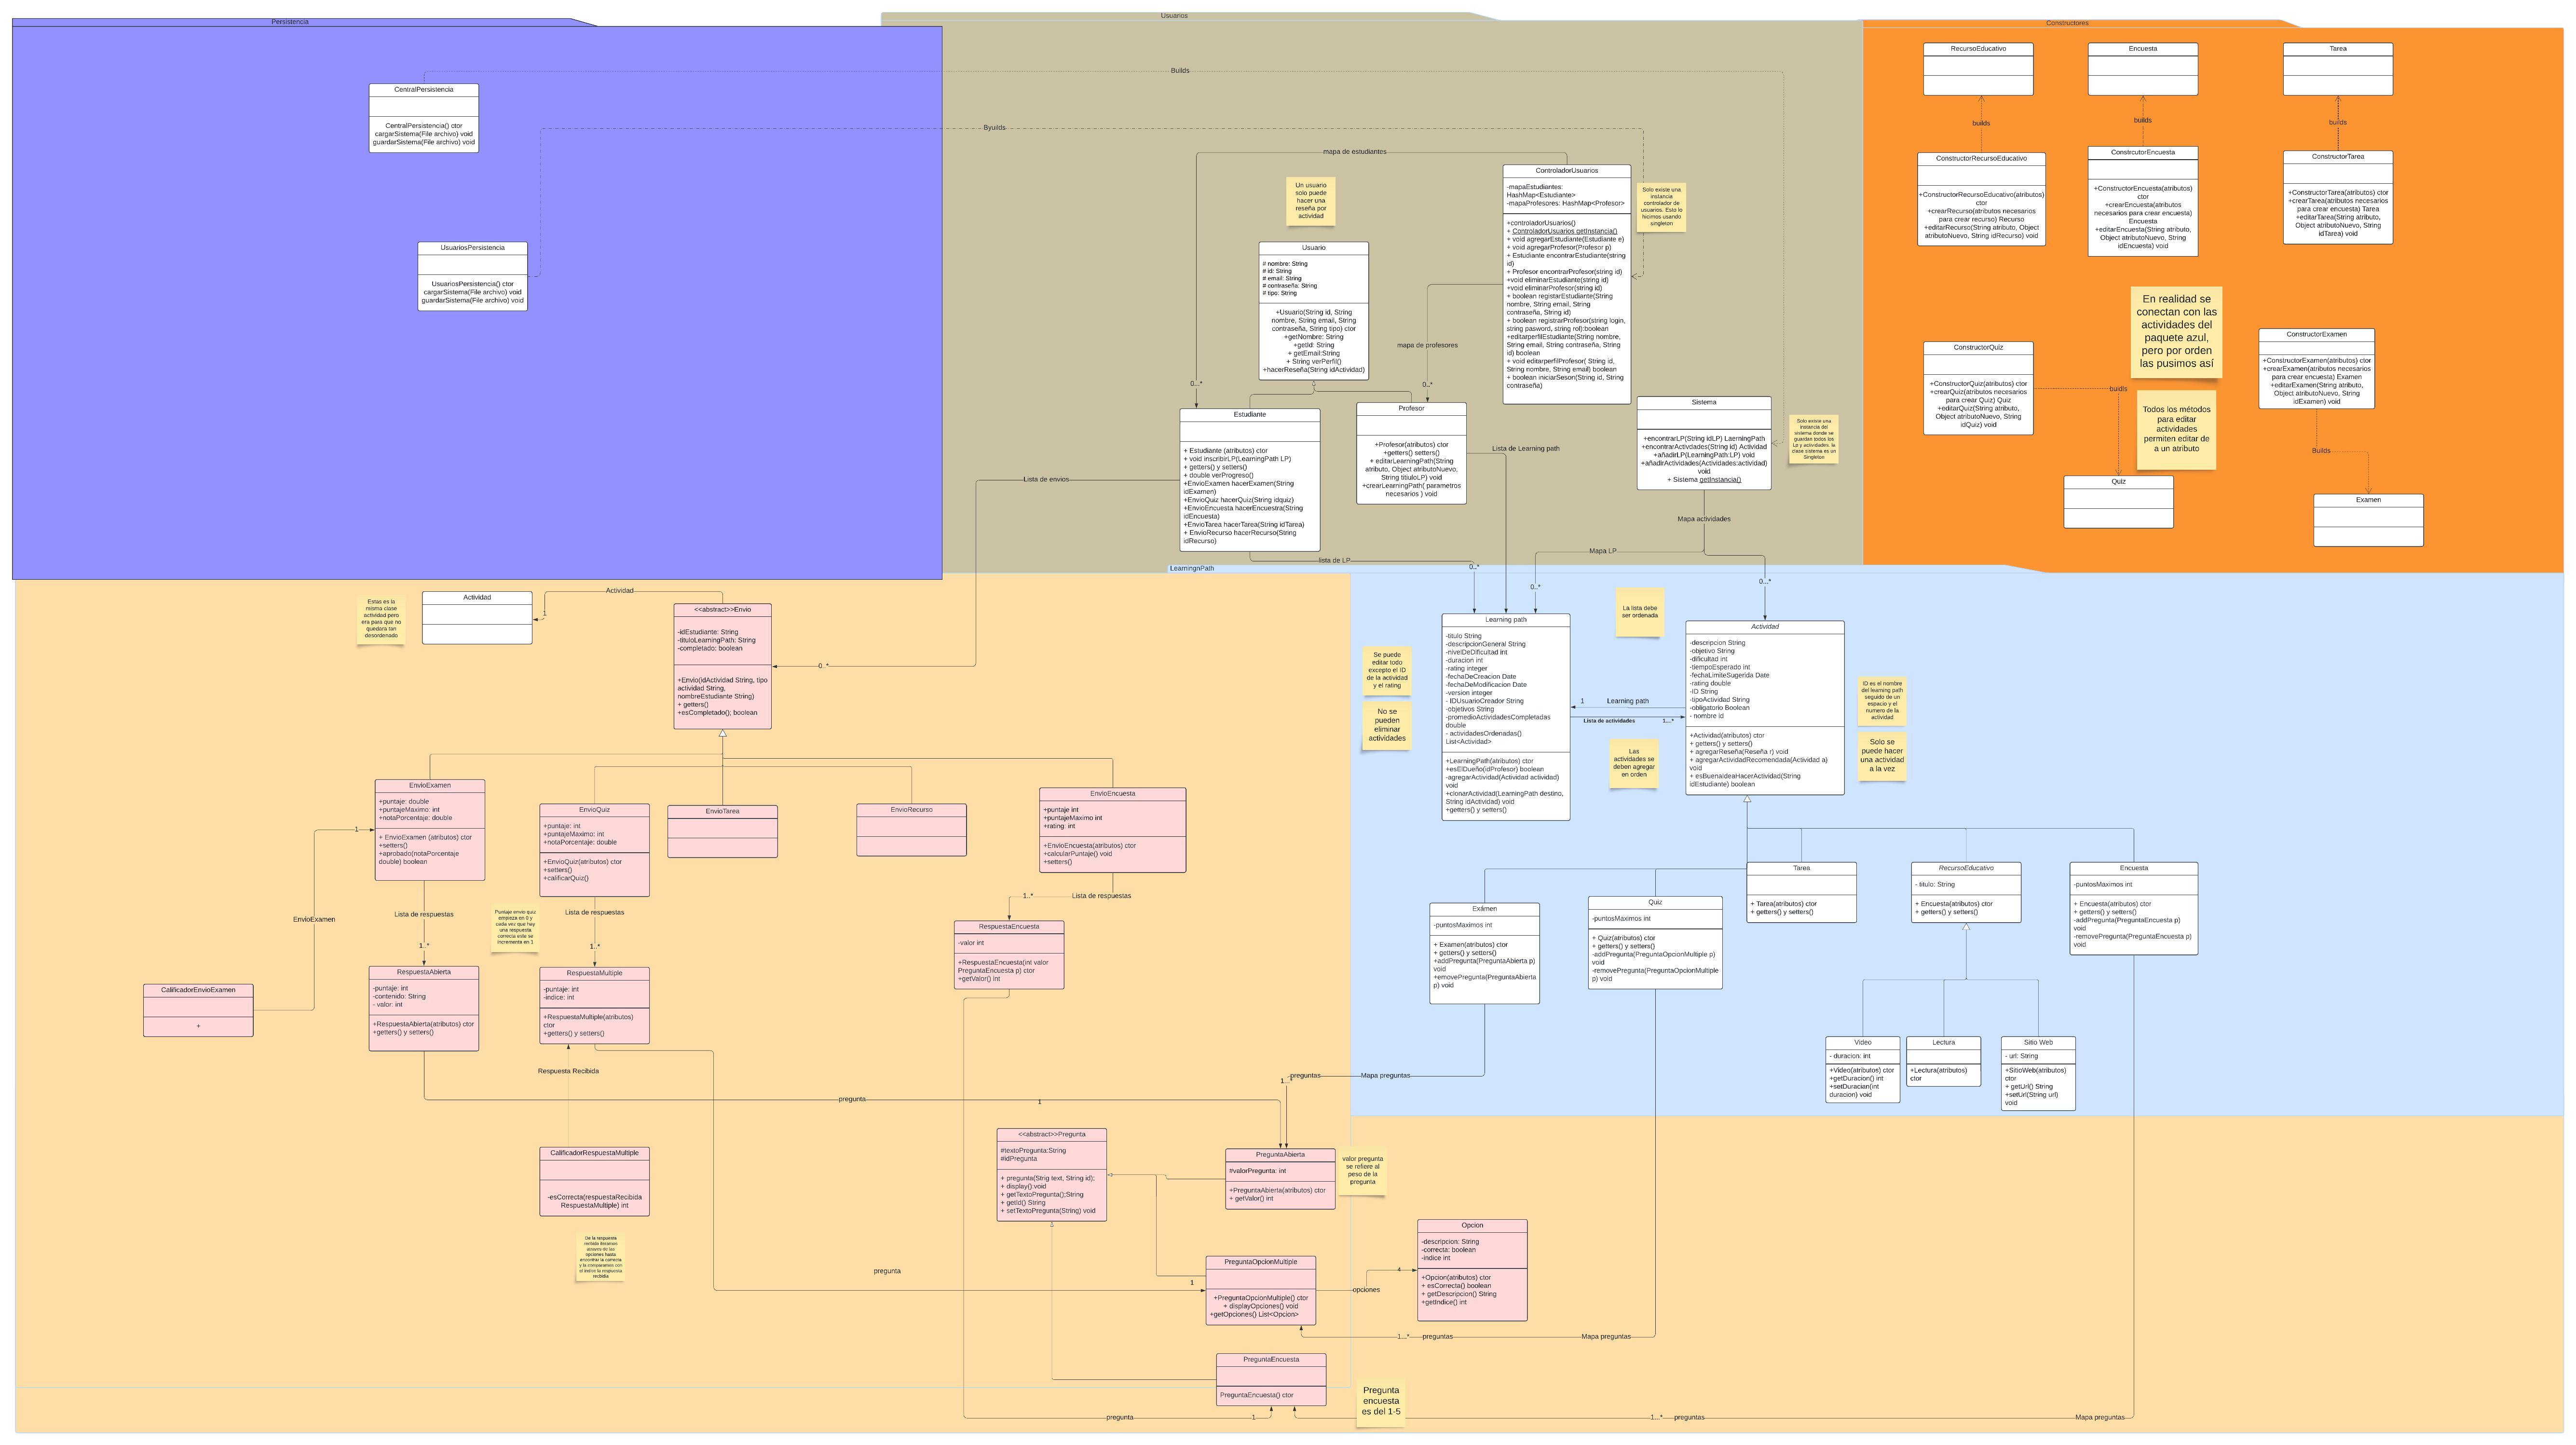 Persistencia
Usuarios
Constructores
CentralPersistencia
CentralPersistencia() ctor
cargarSistema(File archivo) void
guardarSistema(File archivo) void
UsuariosPersistencia
UsuariosPersistencia() ctor
cargarSistema(File archivo) void
guardarSistema(File archivo) void
Builds
Byuilds
mapa de estudiantes
Un usuario
solo puede
hacer una
reseña por
actividad
ControladorUsuarios
-mapaEstudiantes:
HashMap<Estudiante>
-mapaProfesores: HashMap<Profesor>
+controladorUsuarios()
+ ControladorUsuarios getInstancia()
+ void agregarEstudiante(Estudiante e)
+ void agregarProfesor(Profesor p)
+ Estudiante encontrarEstudiante(string
id)
+ Profesor encontrarProfesor(string id)
+void eliminarEstudiante(string id)
+void eliminarProfesor(string id)
+ boolean registarEstudiante(String
nombre, String email, String
contraseña, String id)
+ boolean registrarProfesor(string login,
string pasword, string rol):boolean
+editarperfilEstudiante(String nombre,
String email, String contraseña, String
id) boolean
+ void editarperfilProfesor( String id,
String nombre, String email) boolean
+ boolean iniciarSeson(String id, String
contraseña)
Solo existe una
instancia
controlador de
usuarios. Esto lo
hicimos usando
singleton
Usuario
# nombre: String
# id: String
# email: String
# contraseña: String
# tipo: String
+Usuario(String id, String
nombre, String email, String
contraseña, String tipo) ctor
+getNombre: String
+getId: String
+ getEmail:String
+ String verPerfil()
+hacerReseña(String idActividad)
mapa de profesores
0...*
0..*
Estudiante
+ Estudiante (atributos) ctor
+ void inscribirLP(LearningPath LP)
+ getters() y setters()
+ double verProgreso()
+EnvioExamen hacerExamen(String
idExamen)
+EnvioQuiz hacerQuiz(String idquiz)
+EnvioEncuesta hacerEncuestra(String
idEncuesta)
+EnvioTarea hacerTarea(String idTarea)
+ EnvioRecurso hacerRecurso(String
idRecurso)
Profesor
+Profesor(atributos) ctor
+getters() setters()
+ editarLearningPath(String
atributo, Object atributoNuevo,
String titiuloLP) void
+crearLearningPath( parametros
necesarios ) void
Lista de Learning path
Sistema
+encontrarLP(String idLP) LaerningPath
+encontrarActivdades(String id) Actividad
+añadirLP(LearningPath:LP) void
+añadirActividades(Actividades:actividad)
void
+ Sistema getInstancia()
Solo existe una
instancia del
sistema donde se
guardan todos los
Lp y actividades. la
clase sistema es un
Singleton
Lista de envios
Mapa actividades
Mapa LP
lista de LP
0..*
0..*
0...*
RecursoEducativo
Encuesta
Tarea
builds
builds
builds
ConstructorRecursoEducativo
+ConstructorRecursoEducativo(atributos)
ctor
+crearRecurso(atributos necesarios
para crear recurso) Recurso
+editarRecurso(String atributo, Object
atributoNuevo, String idRecurso) void
ConstrcutorEncuesta
+ConstructorEncuesta(atributos)
ctor
+crearEncuesta(atributos
necesarios para crear encuesta)
Encuesta
+editarEncuesta(String atributo,
Object atributoNuevo, String
idEncuesta) void
ConstructorTarea
+ConstructorTarea(atributos) ctor
+crearTarea(atributos necesarios
para crear encuesta) Tarea
+editarTarea(String atributo,
Object atributoNuevo, String
idTarea) void
En realidad se
conectan con las
actividades del
paquete azul,
pero por orden
las pusimos así
Todos los métodos
para editar
actividades
permiten editar de
a un atributo
ConstructorQuiz
+ConstructorQuiz(atributos) ctor
+crearQuiz(atributos necesarios
para crear Quiz) Quiz
+editarQuiz(String atributo,
Object atributoNuevo, String
idQuiz) void
ConstructorExamen
+ConstructorExamen(atributos) ctor
+crearExamen(atributos necesarios
para crear encuesta) Examen
+editarExamen(String atributo,
Object atributoNuevo, String
idExamen) void
buidls
Builds
Quiz
Examen
LearningnPath
Estas es la
misma clase
actividad pero
era para que no
quedara tan
desordenado
Actividad
Actividad
1
<<abstract>>Envio
-idEstudiante: String
-tituloLearningPath: String
-completado: boolean
+Envio(idActividad String, tipo
actividad String,
nombreEstudiante String)
+ getters()
+esCompletado(); boolean
0..*
EnvioExamen
+puntaje: double
+puntajeMaximo: int
+notaPorcentaje: double
+ EnvioExamen (atributos) ctor
+setters()
+aprobado(notaPorcentaje
double) boolean
EnvioQuiz
+puntaje: int
+puntajeMaximo: int
+notaPorcentaje: double
+EnvioQuiz(atributos) ctor
+setters()
+calificarQuiz()
EnvioTarea
EnvioRecurso
EnvioEncuesta
+puntaje int
+puntajeMaximo int
+rating: int
+EnvioEncuesta(atributos) ctor
+calcularPuntaje() void
+setters()
1
EnvioExamen
Lista de respuestas
1..*
Puntaje envio quiz
empieza en 0 y
cada vez que hay
una respuesta
correcta este se
incrementa en 1
Lista de respuestas
1..*
1..*
Lista de respuestas
RespuestaEncuesta
-valor int
+RespuestaEncuesta(int valor
PreguntaEncuesta p) ctor
+getValor() int
CalificadorEnvioExamen
+
RespuestaAbierta
-puntaje: int
-contenido: String
- valor: int
+RespuestaAbierta(atributos) ctor
+getters() y setters()
RespuestaMultiple
-puntaje: int
-indice: int
+RespuestaMultiple(atributos)
ctor
+getters() y setters()
Respuesta Recibida
pregunta
1
CalificadorRespuestaMultiple
-esCorrecta(respuestaRecibida
RespuestaMultiple) int
De la respuesta
recibida iteramos
atraves de las
opciones hasta
encontrar la correcta
y la comparamos con
el indice la respuesta
recibidia
pregunta
1
<<abstract>>Pregunta
#textoPregunta:String
#idPregunta
+ pregunta(Strig text, String id);
+ display():void
+ getTextoPregunta();String
+ getId() String
+ setTextoPregunta(String) void
PreguntaAbierta
#valorPregunta: int
+PreguntaAbierta(atributos) ctor
+ getValor() int
valor pregunta
se refiere al
peso de la
pregunta
PreguntaOpcionMultiple
+PreguntaOpcionMultiple() ctor
+ displayOpciones() void
+getOpciones() List<Opcion>
4
opciones
Opcion
-descripcion: String
-correcta: boolean
-indice int
+Opcion(atributos) ctor
+ esCorrecta() boolean
+ getDescripcion() String
+getIndice() int
1...*
preguntas
Mapa preguntas
PreguntaEncuesta
PreguntaEncuesta() ctor
pregunta
1
Pregunta
encuesta
es del 1-5
1...*
preguntas
Mapa preguntas
Learning path
-titulo String
-descripcionGeneral String
-nivelDeDificultad int
-duracion int
-rating integer
-fechaDeCreacion Date
-fechaDeModificacion Date
-version integer
- IDUsuarioCreador String
-objetivos String
-promedioActividadesCompletadas
double
- actividadesOrdenadas()
List<Actividad>
+LearningPath(atributos) ctor
+esElDueño(idProfesor) boolean
-agregarActividad(Actividad actividad)
void
+clonarActividad(LearningPath destino,
String idActividad) void
+getters() y setters()
Se puede
editar todo
excepto el ID
de la actividad
y el rating
No se
pueden
eliminar
actividades
La lista debe
ser ordenada
1
Learning path
Lista de actividades
1...*
Las
actividades se
deben agregar
en orden
Actividad
-descripcion String
-objetivo String
-dificultad int
-tiempoEsperado int
-fechaLimiteSugerida Date
-rating double
-ID String
-tipoActividad String
-obligatorio Boolean
- nombre id
+Actividad(atributos) ctor
+ getters() y setters()
+ agregarReseña(Reseña r) void
+ agregarActividadRecomendada(Actividad a)
void
+ esBuenaIdeaHacerActividad(String
idEstudiante) boolean
ID es el nombre
del learning path
seguido de un
espacio y el
numero de la
actividad
Solo se
puede hacer
una actividad
a la vez
Exámen
-puntosMaximos int
+ Examen(atributos) ctor
+ getters() y setters()
+addPregunta(PreguntaAbierta p)
void
+emovePregunta(PreguntaAbierta
p) void
Quiz
-puntosMaximos int
+ Quiz(atributos) ctor
+ getters() y setters()
-addPregunta(PreguntaOpcionMultiple p)
void
-removePregunta(PreguntaOpcionMultiple
p) void
Tarea
+ Tarea(atributos) ctor
+ getters() y setters()
RecursoEducativo
- titulo: String
+ Encuesta(atributos) ctor
+ getters() y setters()
Encuesta
-puntosMaximos int
+ Encuesta(atributos) ctor
+ getters() y setters()
-addPregunta(PreguntaEncuesta p)
void
-removePregunta(PreguntaEncuesta p)
void
Video
- duracion: int
+Video(atributos) ctor
+getDuracion() int
+setDuracian(int
duracion) void
Lectura
+Lectura(atributos)
ctor
Sitio Web
- url: String
+SitioWeb(atributos)
ctor
+ getUrl() String
+setUrl(String url)
void
1...*
preguntas
Mapa preguntas